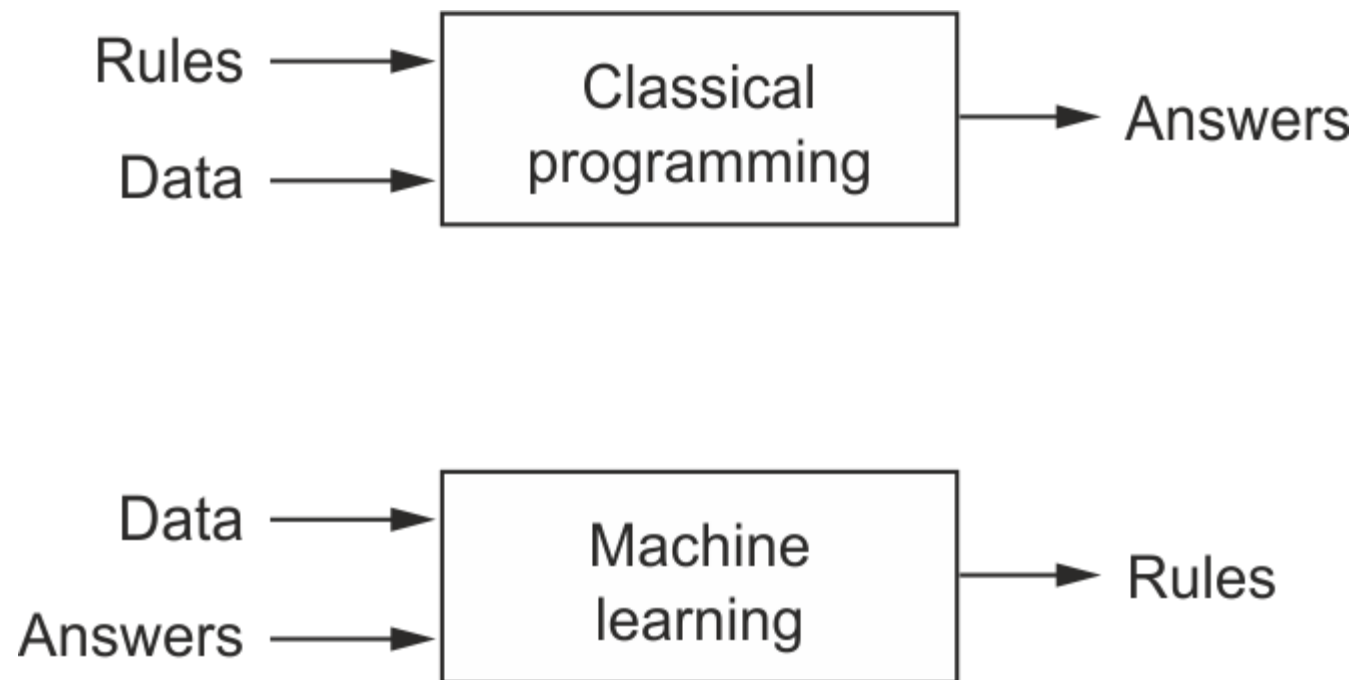 Rules
Data
Classical
programming
Answers
Data
Answers
Machine
learning
Rules